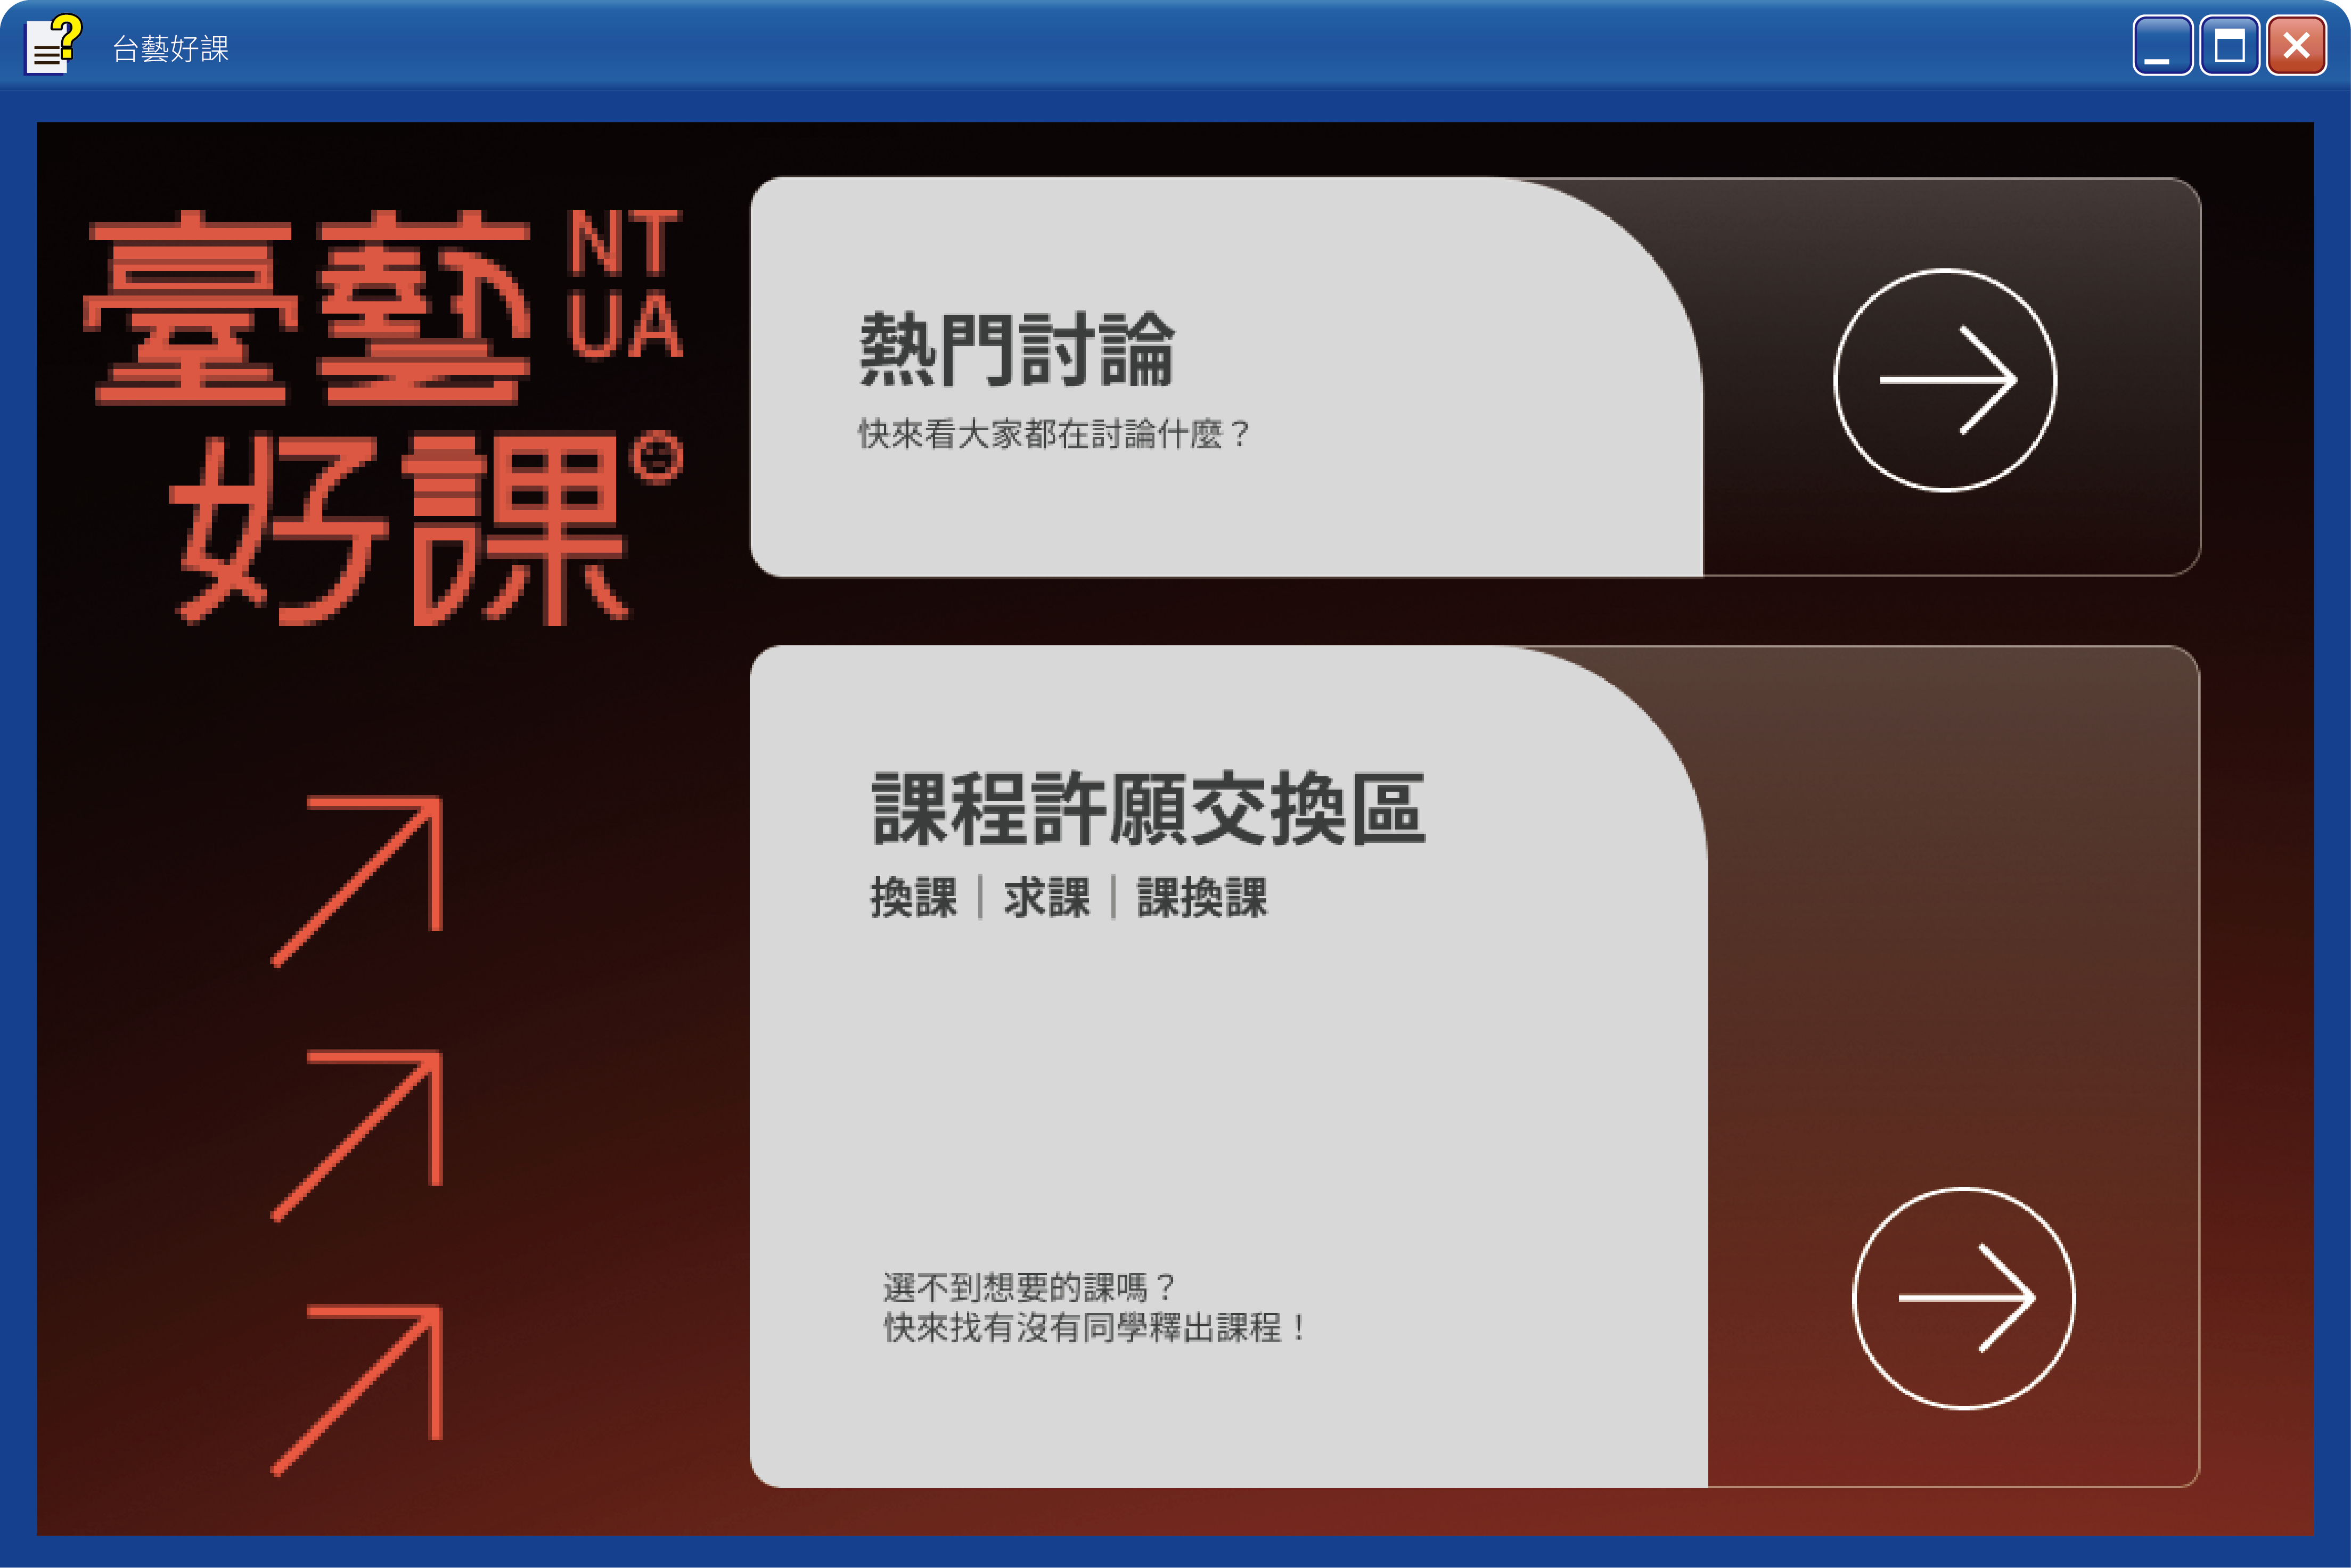 台藝好課
臺藝
NT
UA
好課
熱門討論
快來看大家都在討論什麼？
課程許願交換區
換課｜求課｜課換課
選不到想要的課嗎？
快來找有沒有同學釋出課程！